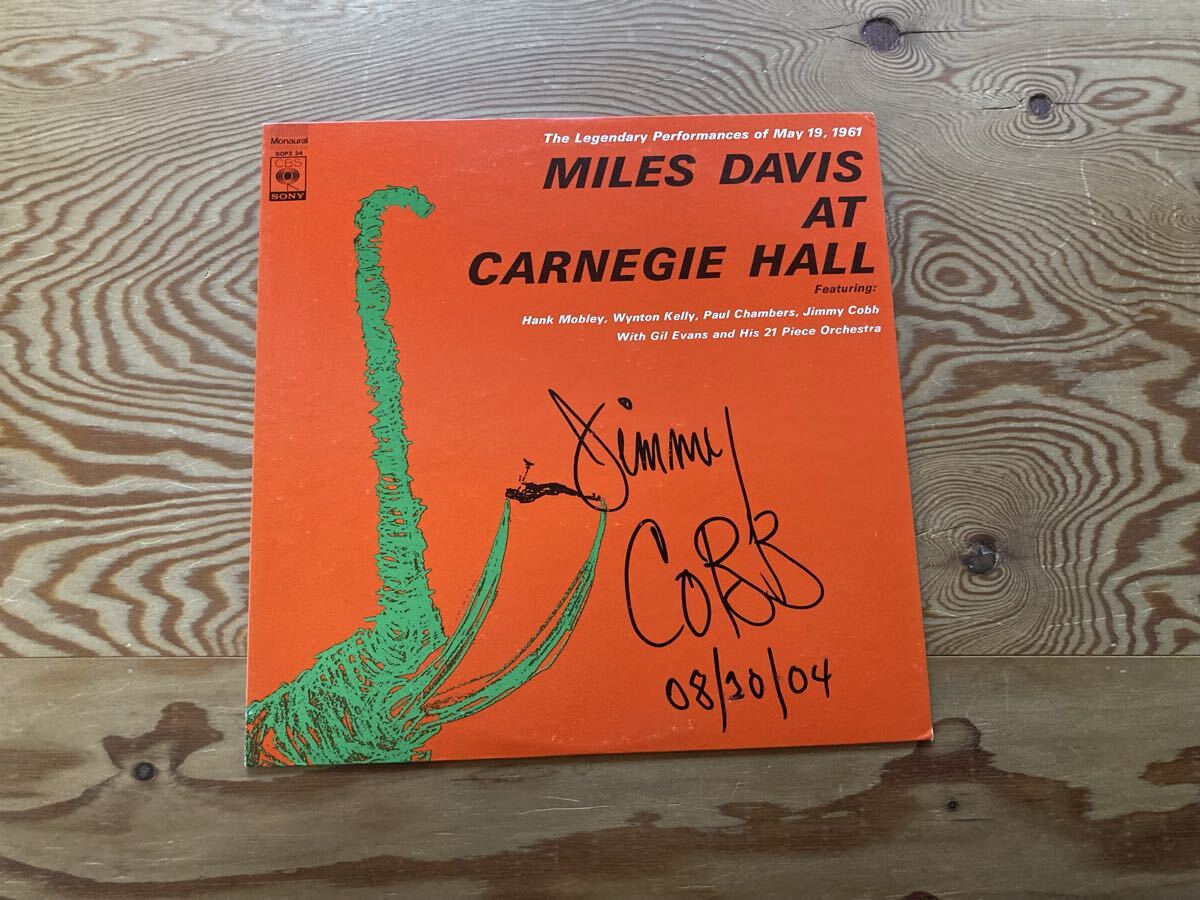 Monaural
SOPZ 24
CBS
SONY
The Legendary Performances of May 19, 1961
MILES DAVIS
AT
CARNEGIE HALL
Featuring:
Hank Mobley, Wynton Kelly, Paul Chambers, Jimmy Cobb
With Gil Evans and His 21 Piece Orchestra
Jimmy
CoBB
08/30/04